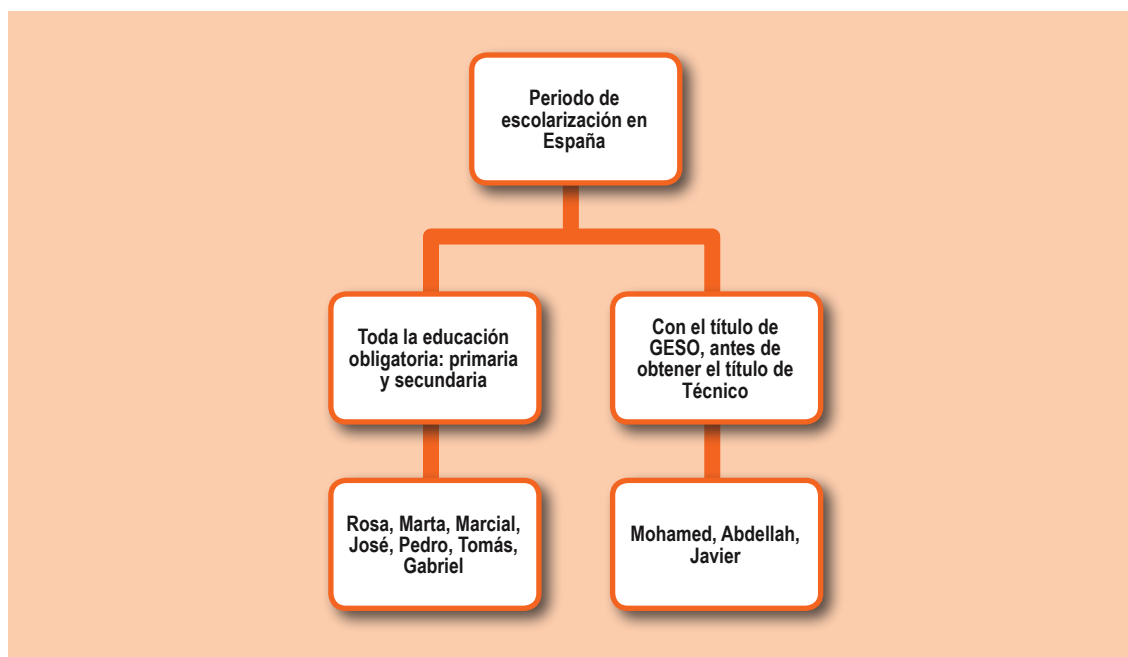 Periodo de
escolarización en
España
Toda la educación
obligatoria: primaria
y secundaria
Con el título de
GESO, antes de
obtener el título de
Técnico
Rosa, Marta, Marcial,
José, Pedro, Tomás,
Gabriel
Mohamed, Abdellah,
Javier